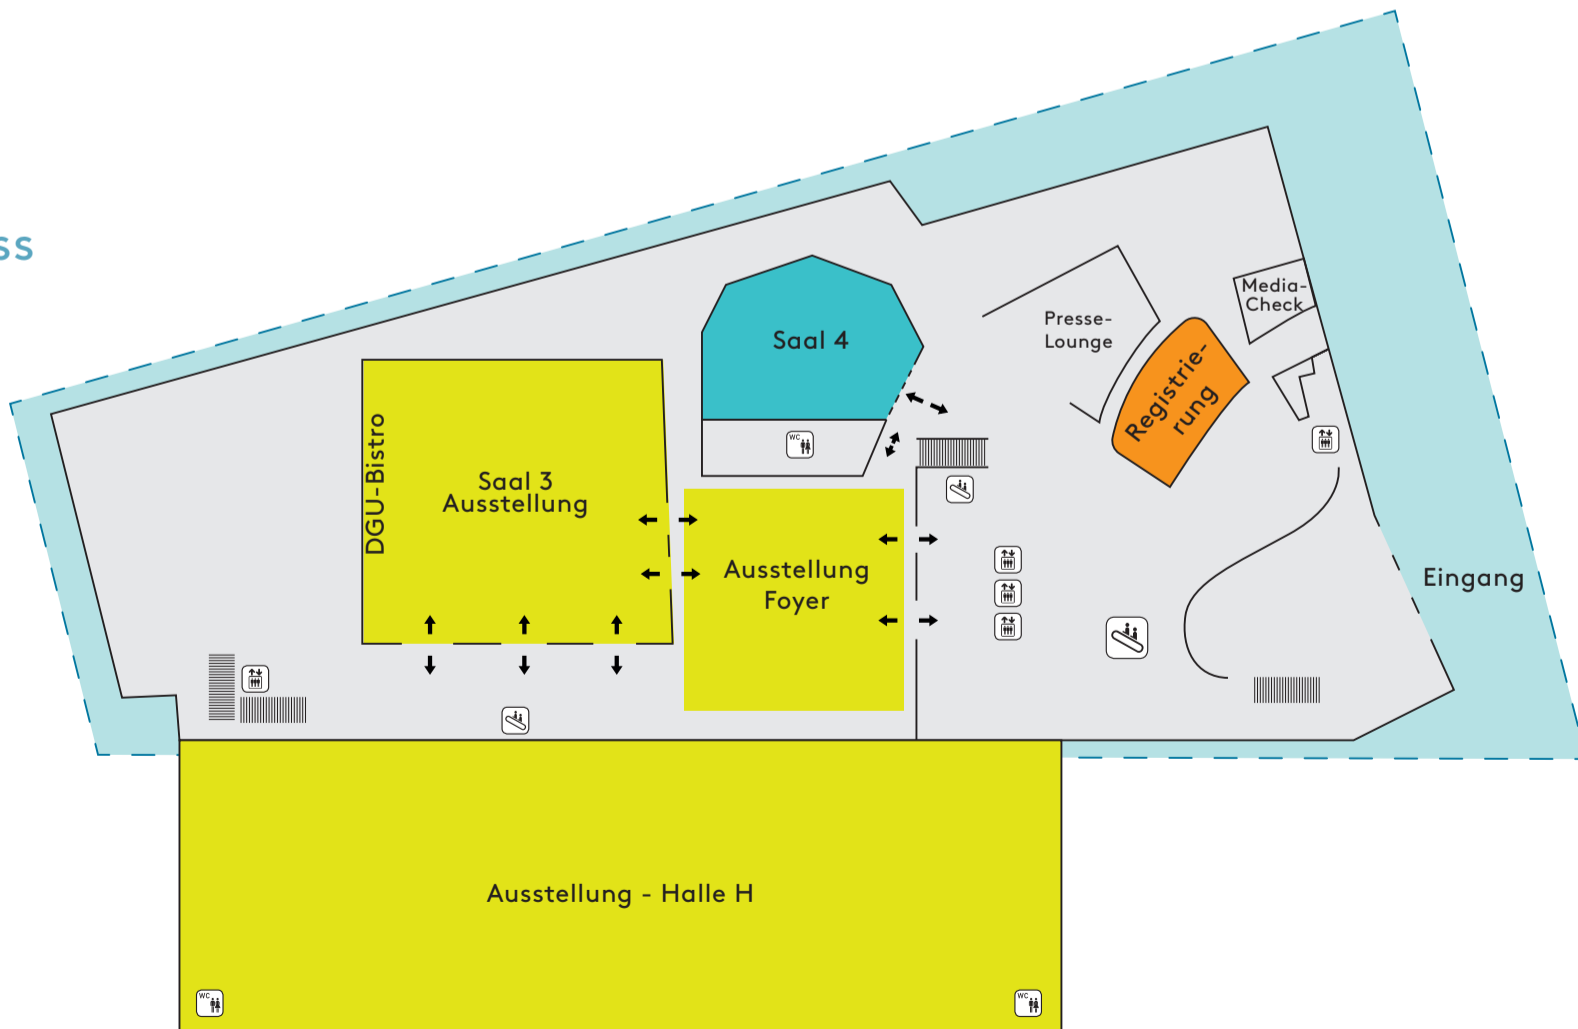 ss
Saal 4
WC
Presse-
Lounge
Media-
Check
Registrie-
rung
DGU-Bistro
Saal 3
Ausstellung
Ausstellung
Foyer
Eingang
Ausstellung - Halle H
WC
WC